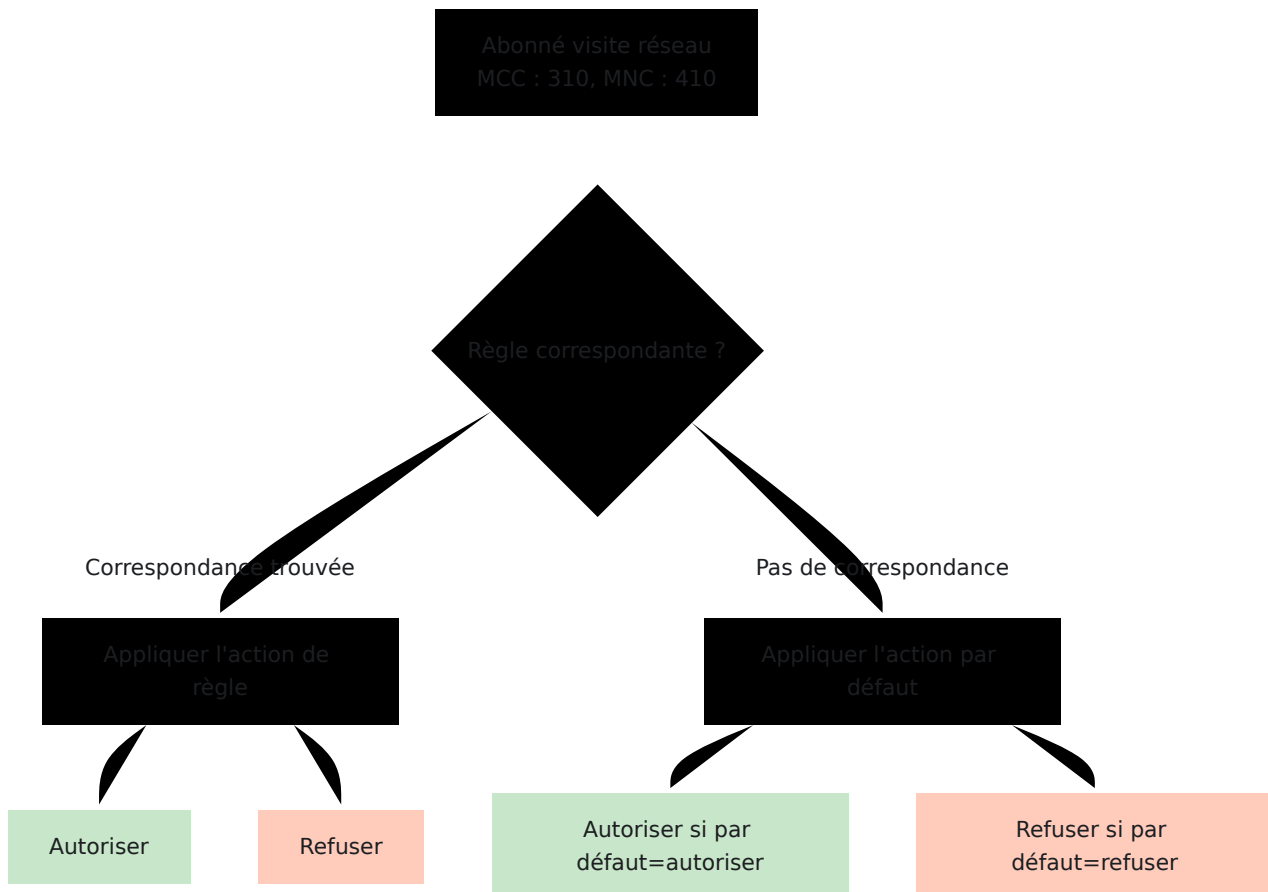 Abonné visite réseau
MCC : 310, MNC : 410
Règle correspondante ?
Correspondance trouvée
Pas de correspondance
Appliquer l'action de
règle
Appliquer l'action par
défaut
Autoriser
Refuser
Autoriser si par
défaut=autoriser
Refuser si par
défaut=refuser